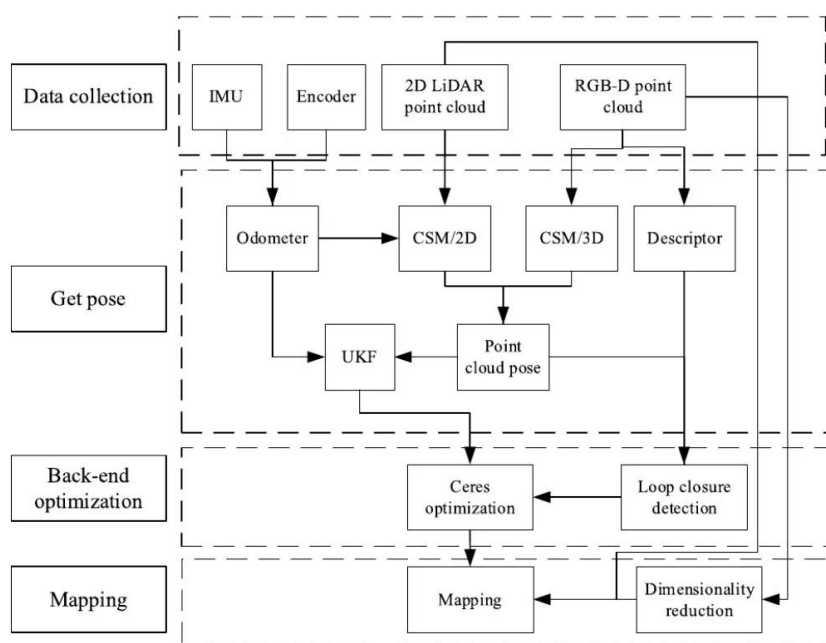 Data collection
IMU
Encoder
2D LiDAR
point cloud
RGB-D point
cloud
Get pose
Odometer
CSM/2D
CSM/3D
Descriptor
UKF
Point
cloud pose
Back-end
optimization
Ceres
optimization
Loop closure
detection
Mapping
Mapping
Dimensionality
reduction